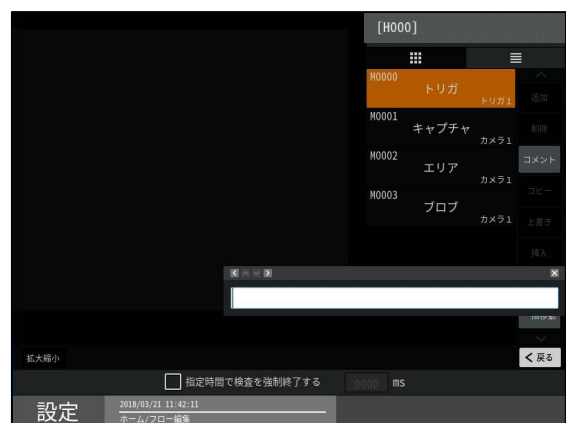 [H000]
M0000
トリガ
トリガ1
M0001
キャプチャ
カメラ1
M0002
エリア
カメラ1
M0003
ブロブ
カメラ1
追加
削除
コメント
コピー
上書き
挿入
拡大縮小
戻る
指定時間で検査を強制終了する 0000 ms
設定
2018/03/21 11:42:11
ホーム/フロー編集